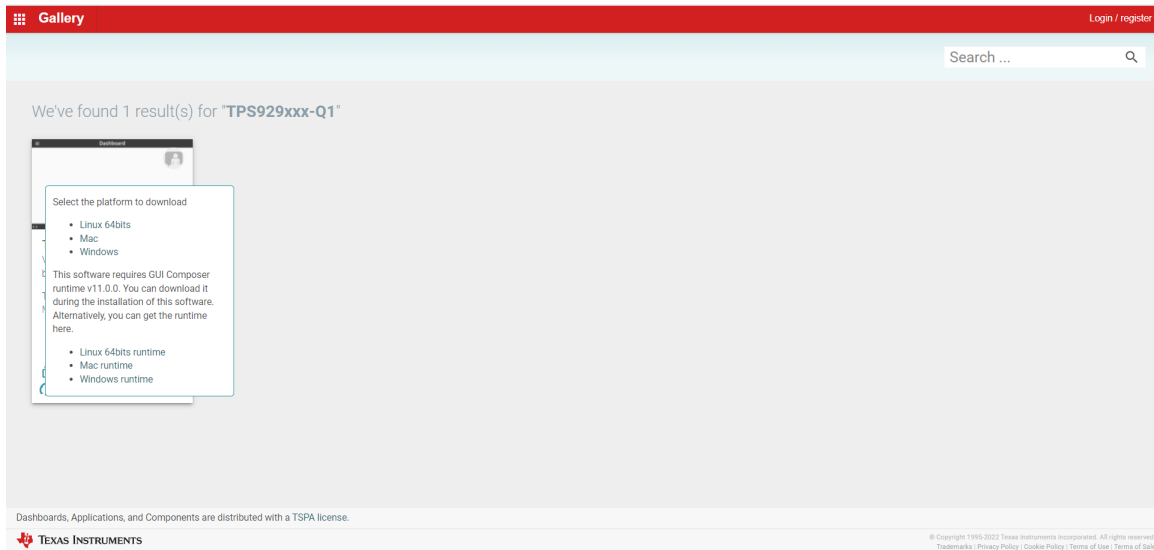 Gallery
Login / register
Search ...
We've found 1 result(s) for "TPS929xxx-Q1"
Dashboard
Select the platform to download
• Linux 64bits
• Mac
• Windows
This software requires GUI Composer
runtime v11.0.0. You can download it
during the installation of this software.
Alternatively, you can get the runtime
here.
• Linux 64bits runtime
• Mac runtime
• Windows runtime
Dashboards, Applications, and Components are distributed with a TSPA license.
TEXAS INSTRUMENTS
© Copyright 1995-2022 Texas Instruments Incorporated. All rights reserved
Trademarks | Privacy Policy | Cookie Policy | Terms of Use | Terms of Sale